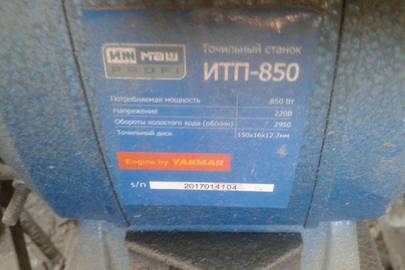 ИЖ МАШ
PROFI
Точильный станок
ИТП-850
Потребляемая мощность 850 Вт
Напряжение 220В
Обороты холостого хода (об/мин) 2950
Точильный диск 150х16х12,7мм
Engine by YANMAR
S/N 2017014104